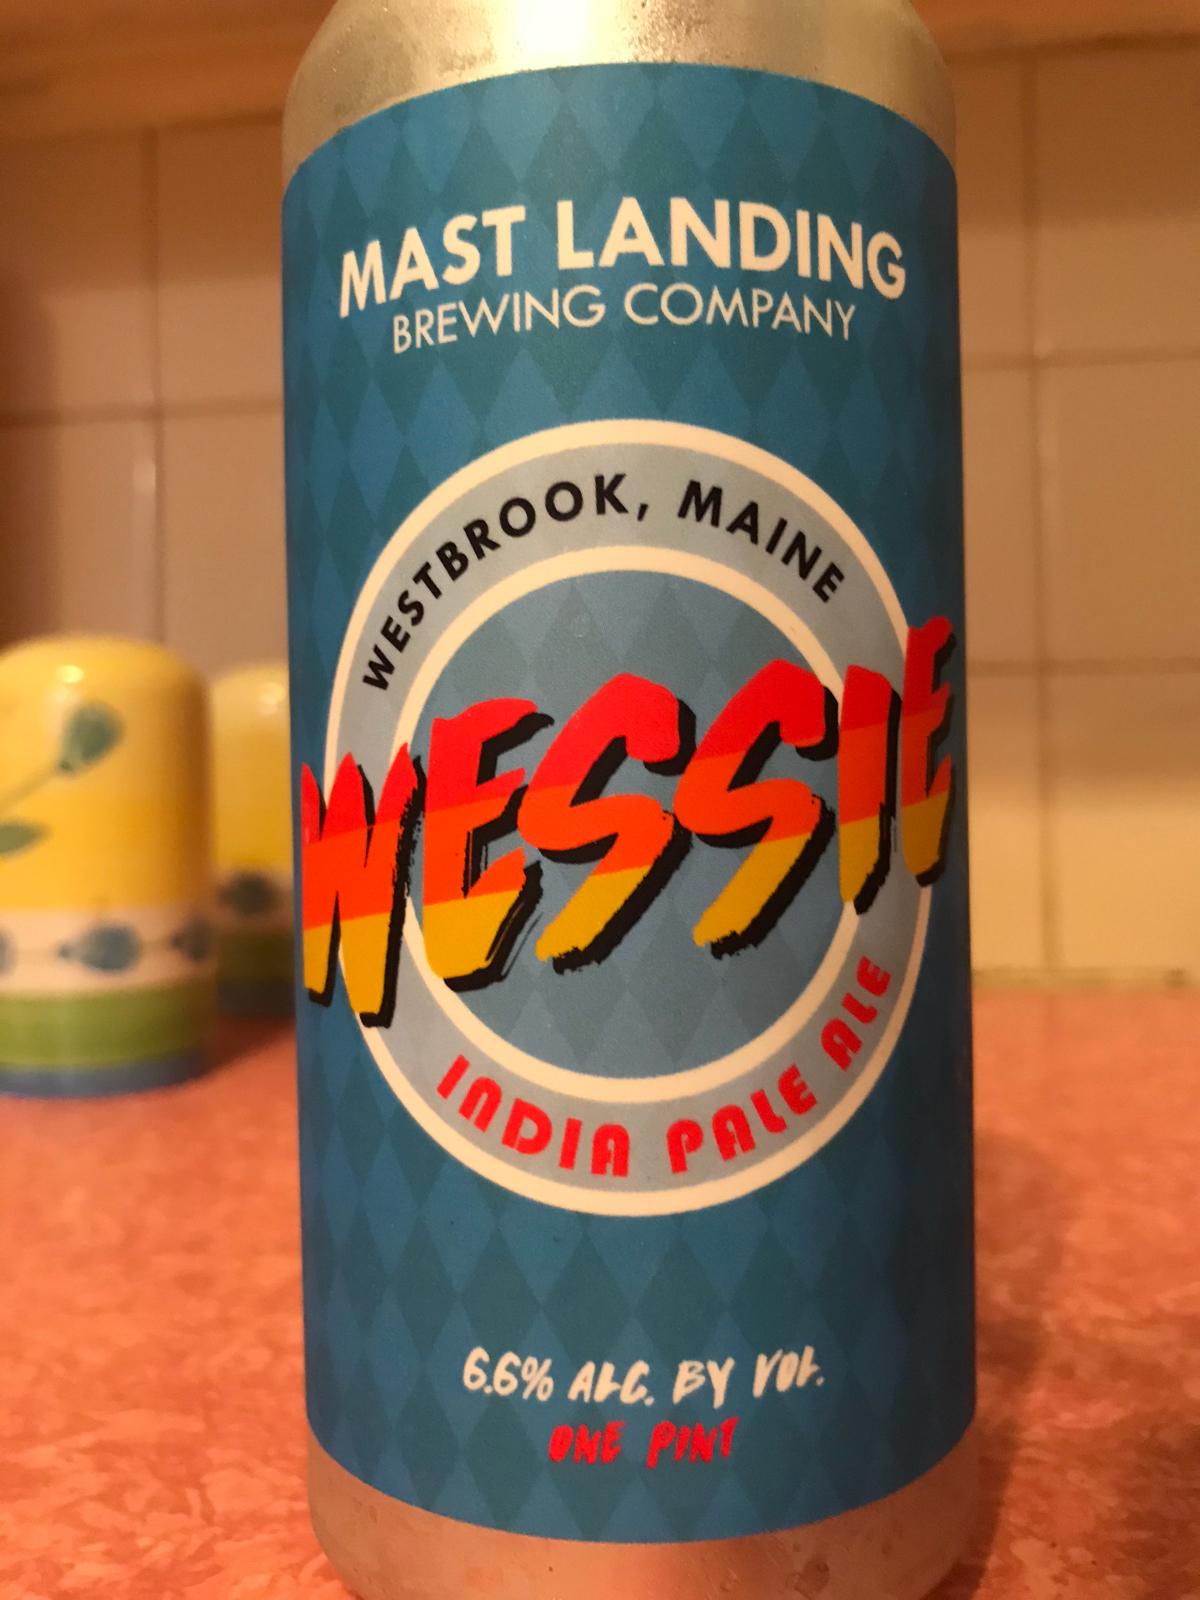 MAST LANDING
BREWING COMPANY
WESTBROOK, MAINE
WESSIE
INDIA PALE ALE
6.6% ALC. BY VOL.
ONE PINT